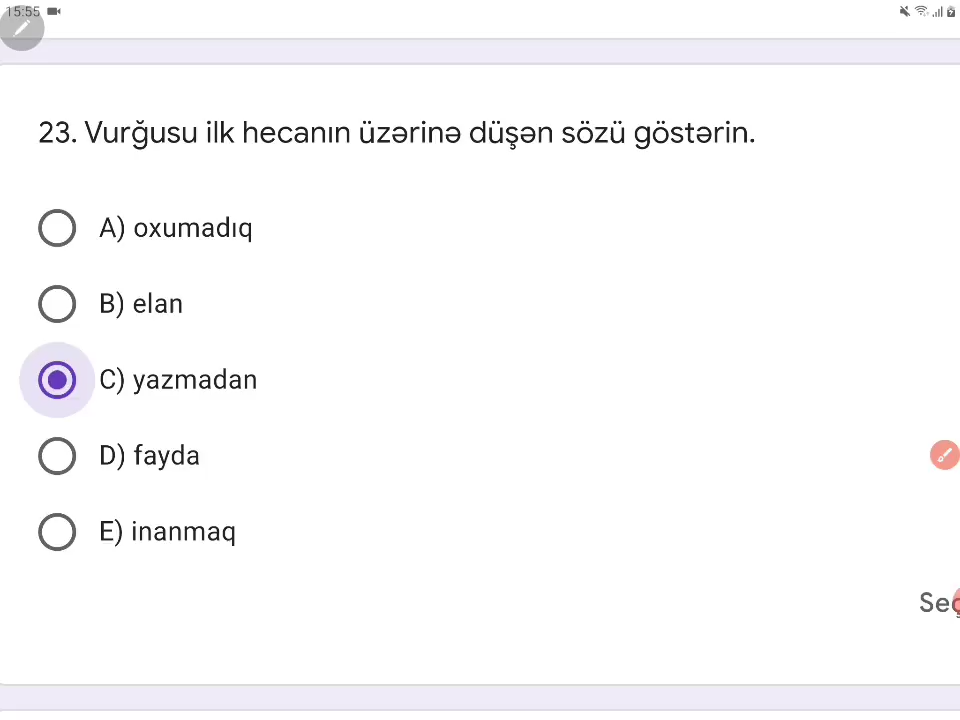 15:55
23. Vurğusu ilk hecanın üzərinə düşən sözü göstərin.
A) oxumadıq
B) elan
C) yazmadan
D) fayda
E) inanmaq